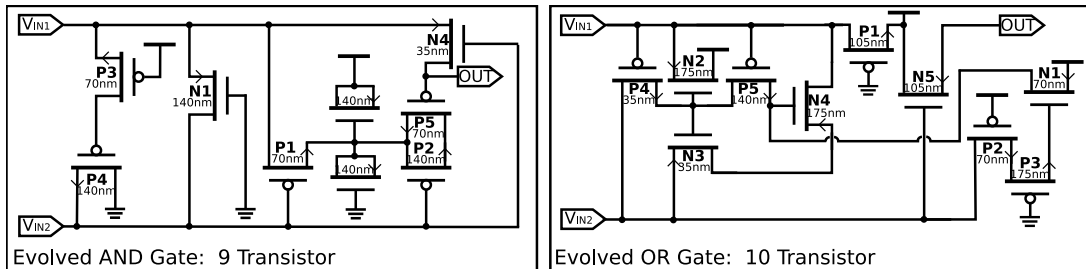 VIN1
P3
70nm
N1
140nm
P4
140nm
P1
70nm
140nm
140nm
N4
35nm
OUT
P5
70nm
P2
140nm
VIN2
Evolved AND Gate: 9 Transistor
VIN1
P4
35nm
N2
175nm
P5
140nm
N3
35nm
N4
175nm
P1
105nm
N5
105nm
OUT
N1
70nm
P2
70nm
P3
175nm
VIN2
Evolved OR Gate: 10 Transistor